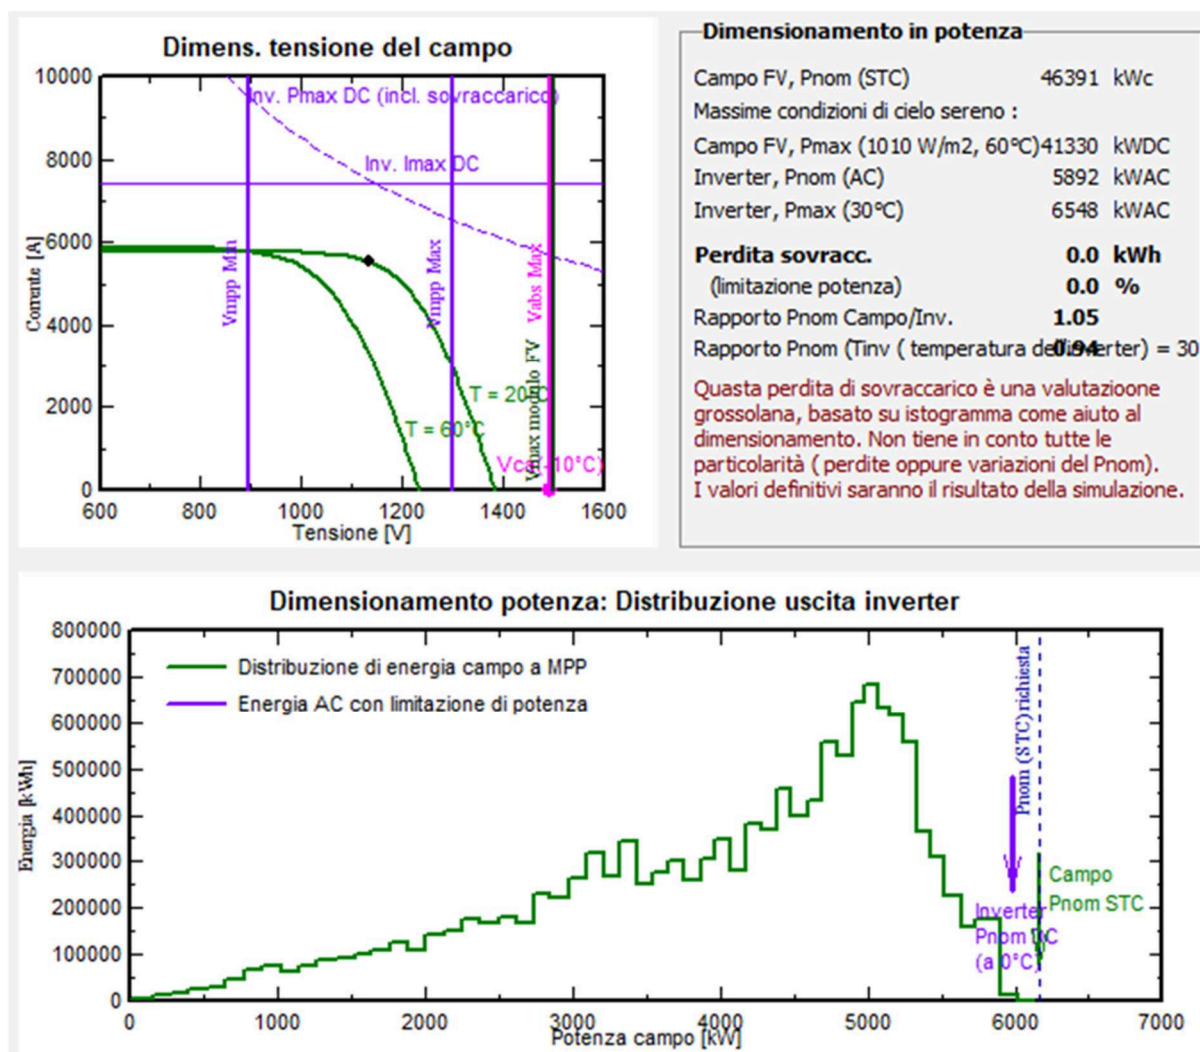 Dimens. tensione del campo
10000
8000
6000
4000
2000
0
Corrente [A]
Inv. Pmax DC (incl. sovraccarico)
Inv. Imax DC
Vmpp Min
Vmpp Max
Vabs Max
Vmax modulo FV
T = 20°C
T = 60°C
Vco(-10°C)
600 800 1000 1200 1400 1600
Tensione [V]
Dimensionamento in potenza
Campo FV, Pnom (STC) 46391 kWc
Massime condizioni di cielo sereno :
Campo FV, Pmax (1010 W/m2, 60°C) 41330 kWDC
Inverter, Pnom (AC) 5892 kWAC
Inverter, Pmax (30°C) 6548 kWAC
Perdita sovracc. 0.0 kWh
(limitazione potenza) 0.0 %
Rapporto Pnom Campo/Inv. 1.05
Rapporto Pnom (Tinv ( temperatura dell'inverter) = 30 0.94
Quasta perdita di sovraccarico è una valutazioone
grossolana, basato su istogramma come aiuto al
dimensionamento. Non tiene in conto tutte le
particolarità ( perdite oppure variazioni del Pnom).
I valori definitivi saranno il risultato della simulazione.
Dimensionamento potenza: Distribuzione uscita inverter
800000
700000
600000
500000
400000
300000
200000
100000
0
Energia [kWh]
Distribuzione di energia campo a MPP
Energia AC con limitazione di potenza
Pnom (STC) richiesta
Campo
Pnom STC
Inverter
Pnom DC
(a 0°C)
0 1000 2000 3000 4000 5000 6000 7000
Potenza campo [kW]